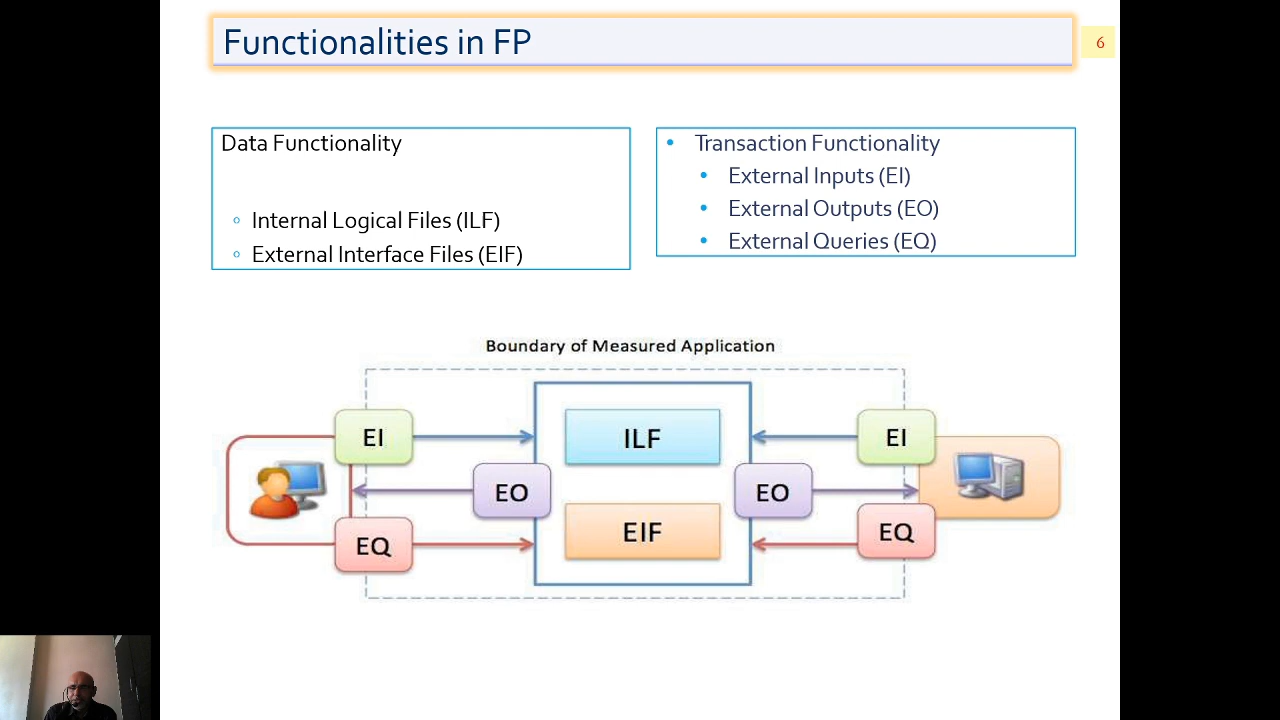 Functionalities in FP
6
Data Functionality
◦ Internal Logical Files (ILF)
◦ External Interface Files (EIF)
• Transaction Functionality
• External Inputs (EI)
• External Outputs (EO)
• External Queries (EQ)
Boundary of Measured Application
EI
ILF
EI
EO
EO
EQ
EIF
EQ